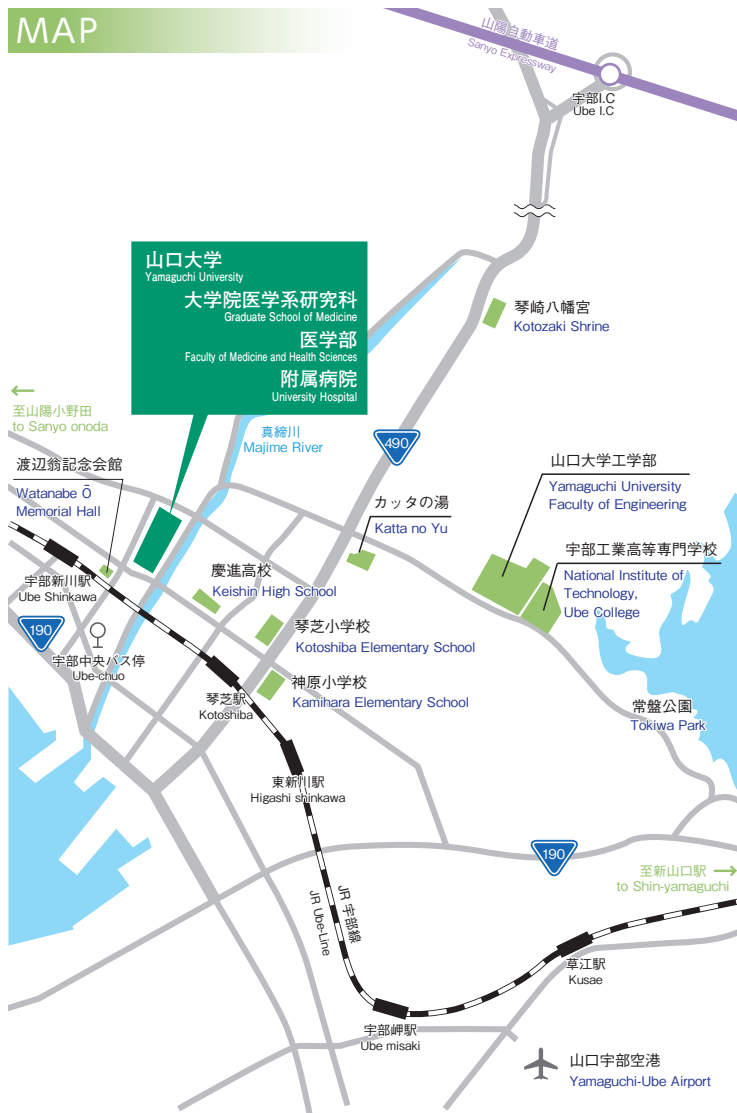 MAP
山陽自動車道
Sanyo Expressway
宇部I.C
Ube I.C
山口大学
Yamaguchi University
大学院医学系研究科
Graduate School of Medicine
医学部
Faculty of Medicine and Health Sciences
附属病院
University Hospital
琴崎八幡宮
Kotozaki Shrine
←
至山陽小野田
to Sanyo onoda
真締川
Majime River
490
渡辺翁記念会館
Watanabe Ō
Memorial Hall
カッタの湯
Katta no Yu
山口大学工学部
Yamaguchi University
Faculty of Engineering
宇部工業高等専門学校
National Institute of
Technology,
Ube College
宇部新川駅
Ube Shinkawa
慶進高校
Keishin High School
190
琴芝小学校
Kotoshiba Elementary School
宇部中央バス停
Ube-chuo
琴芝駅
Kotoshiba
神原小学校
Kamihara Elementary School
常盤公園
Tokiwa Park
東新川駅
Higashi shinkawa
190
至新山口駅 →
to Shin-yamaguchi
JR 宇部線
JR Ube-Line
草江駅
Kusae
宇部岬駅
Ube misaki
山口宇部空港
Yamaguchi-Ube Airport